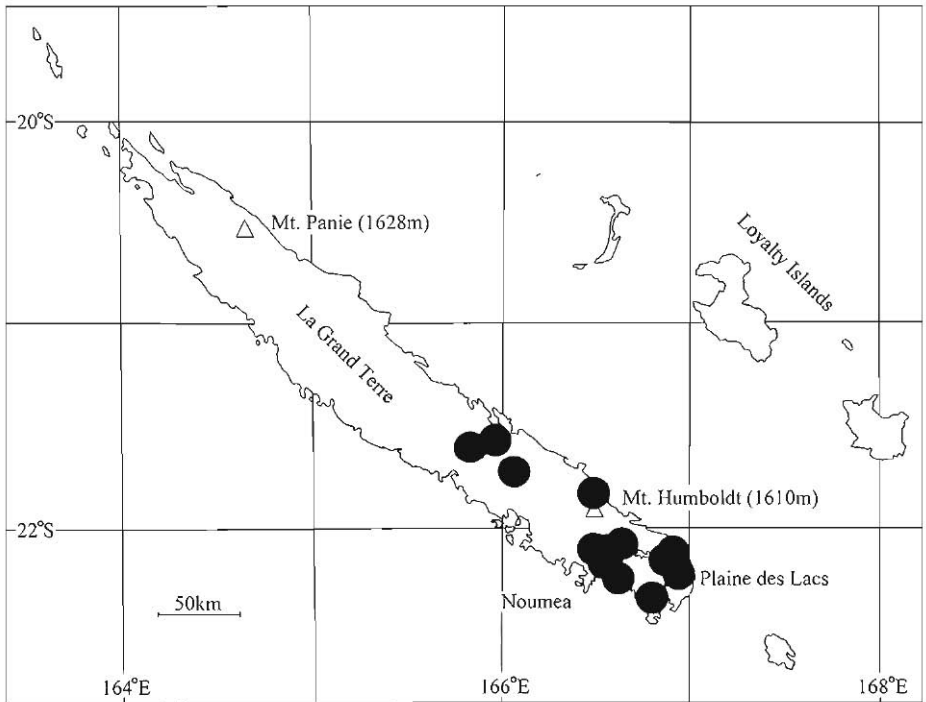 20°S
Mt. Panie (1628m)
Loyalty Islands
La Grand Terre
Mt. Humboldt (1610m)
22°S
Plaine des Lacs
Noumea
50km
164°E
166°E
168°E